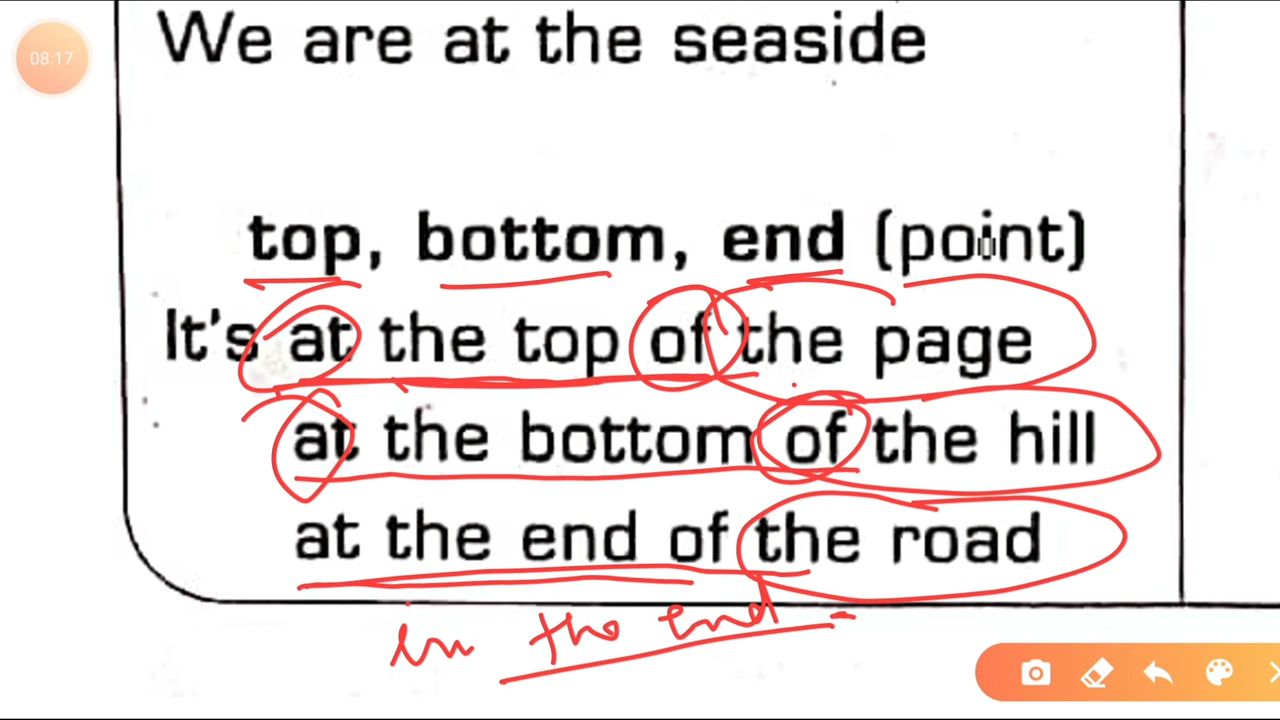 We are at the seaside
08:17
top, bottom, end (point)
It's at the top of the page
at the bottom of the hill
at the end of the road
in the end